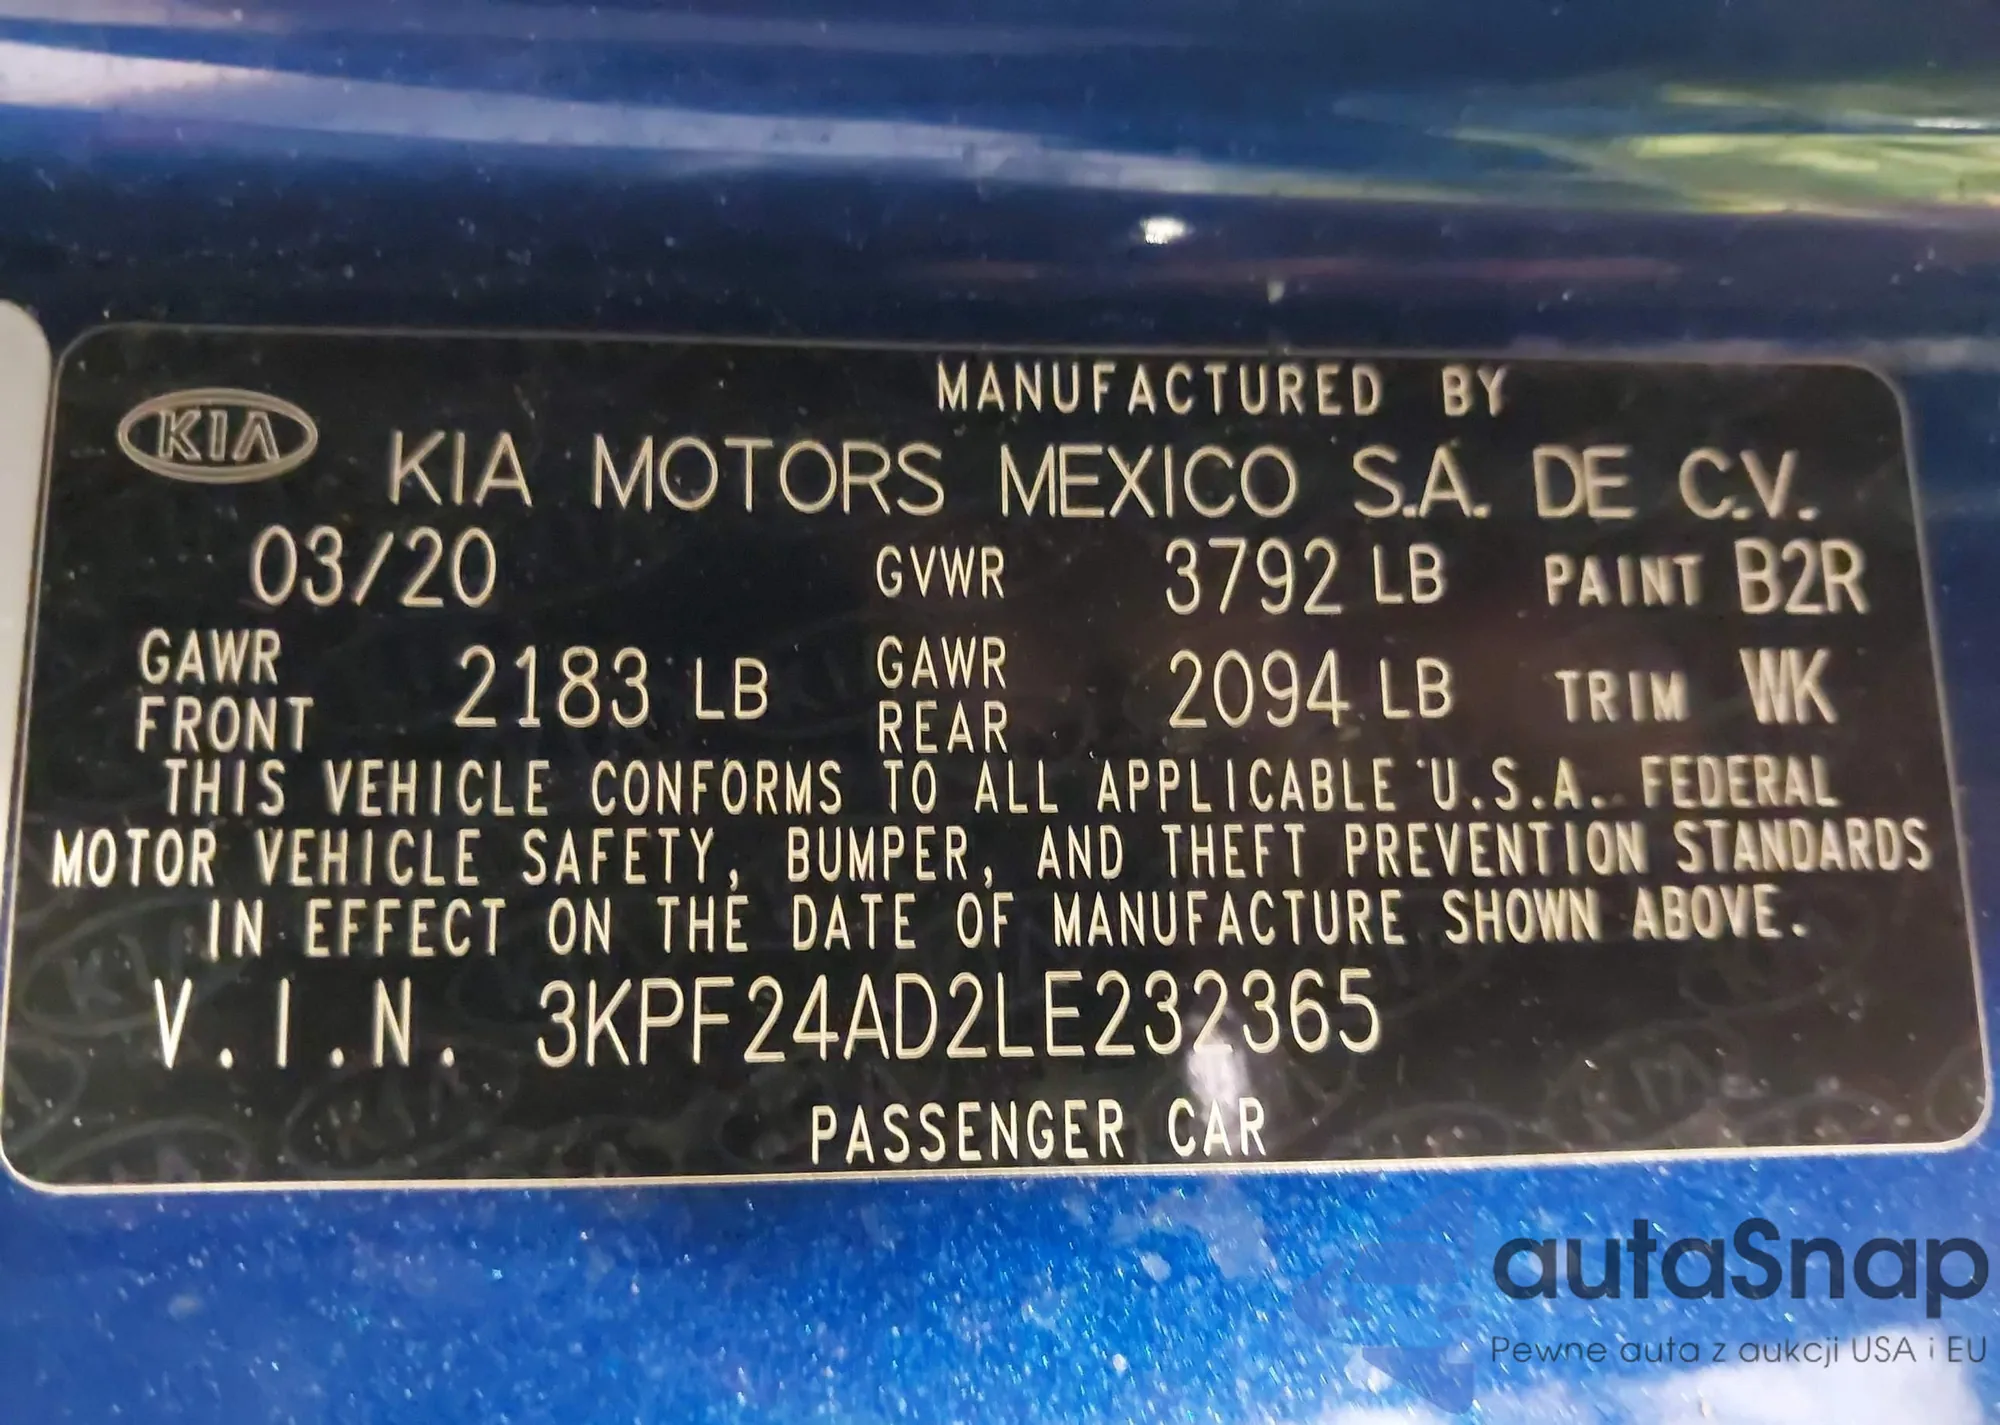 MANUFACTURED BY
KIA KIA MOTORS MEXICO S.A. DE C.V.
03/20 GVWR 3792 LB PAINT B2R
GAWR FRONT 2183 LB GAWR REAR 2094 LB TRIM WK
THIS VEHICLE CONFORMS TO ALL APPLICABLE U.S.A. FEDERAL
MOTOR VEHICLE SAFETY, BUMPER, AND THEFT PREVENTION STANDARDS
IN EFFECT ON THE DATE OF MANUFACTURE SHOWN ABOVE.
V.I.N. 3KPF24AD2LE232365
PASSENGER CAR
autaSnap
Pewne auta z aukcji USA i EU